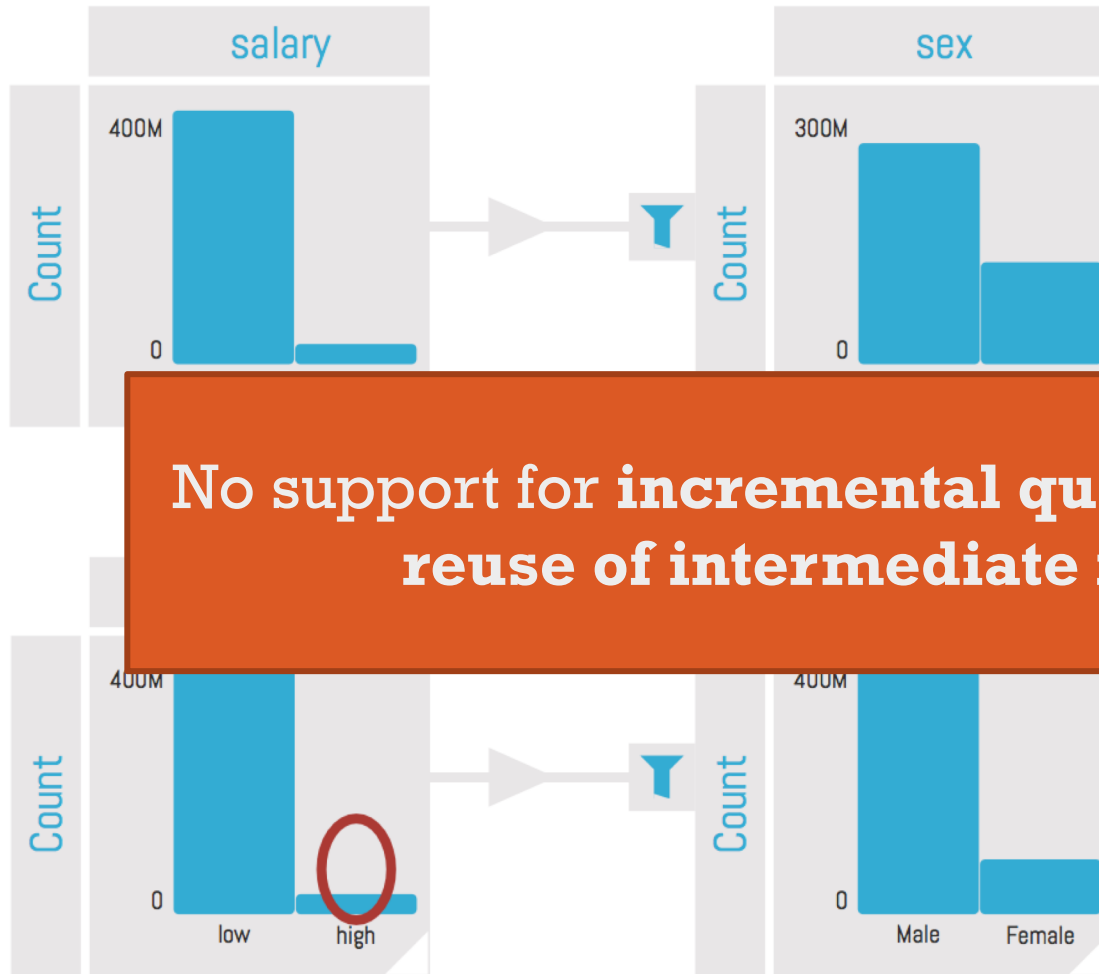 salary
sex
Count
400M
0
Count
300M
0
No support for incremental
reuse of intermediate
Count
400M
0
low
high
Count
400M
0
Male
Female